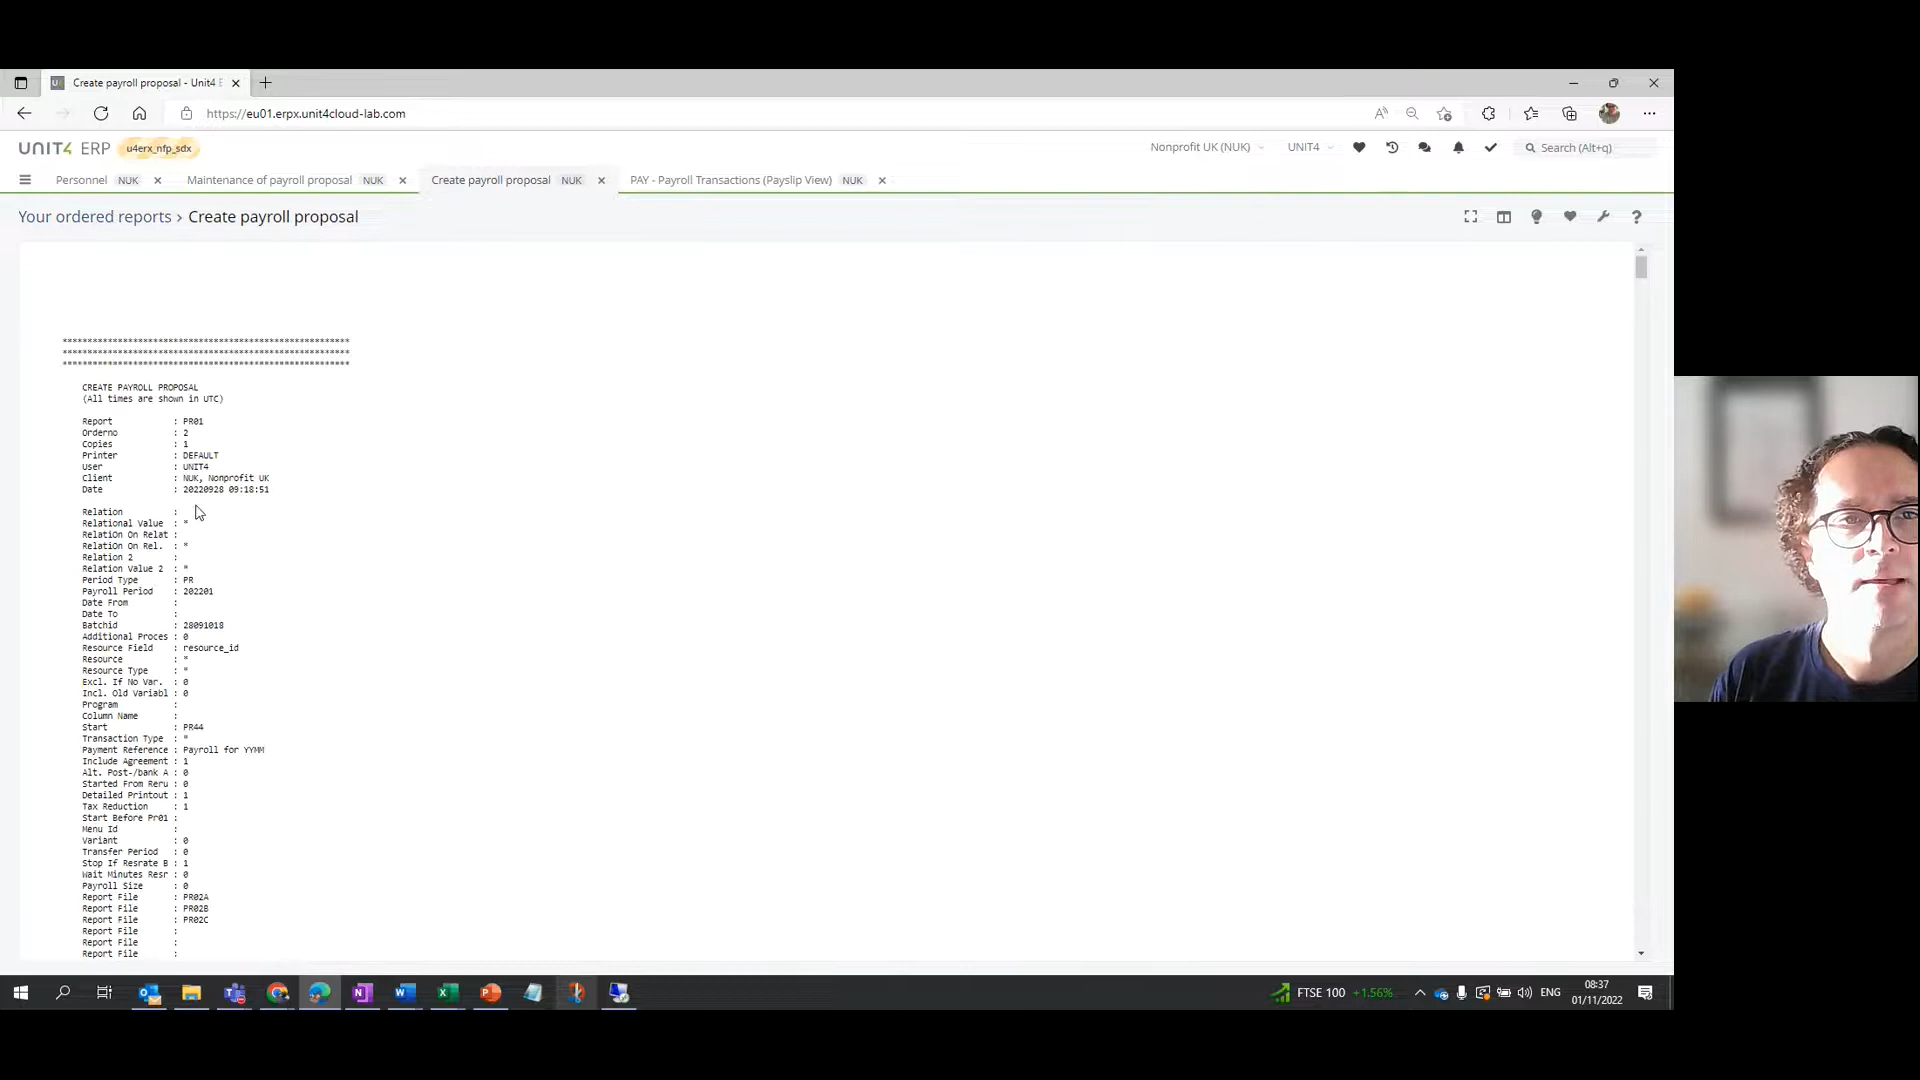 Create payroll proposal - Unit4 E
https://eu01.erpx.unit4cloud-lab.com
UNIT4 ERP u4erx_nfp_sdx
Nonprofit UK (NUK) UNIT4 Search (Alt+q)
Personnel NUK Maintenance of payroll proposal NUK Create payroll proposal NUK PAY - Payroll Transactions (Payslip View) NUK
Your ordered reports › Create payroll proposal
**********************************************************
**********************************************************
**********************************************************
CREATE PAYROLL PROPOSAL
(All times are shown in UTC)
Report : PR01
Orderno : 2
Copies : 1
Printer : DEFAULT
User : UNIT4
Client : NUK, Nonprofit UK
Date : 20220928 09:18:51
Relation :
Relational Value : *
Relation On Relat :
Relation On Rel. : *
Relation 2 :
Relation Value 2 : *
Period Type : PR
Payroll Period : 202201
Date From :
Date To :
Batchid : 28091018
Additional Proces : 0
Resource Field : resource_id
Resource : *
Resource Type : *
Excl. If No Var. : 0
Incl. Old Variabl : 0
Program :
Column Name :
Start : PR44
Transaction Type : *
Payment Reference : Payroll for YYMM
Include Agreement : 1
Alt. Post-/bank A : 0
Started From Reru : 0
Detailed Printout : 1
Tax Reduction : 1
Start Before Pr01 :
Menu Id :
Variant : 0
Transfer Period : 0
Stop If Resrate B : 1
Wait Minutes Resr : 0
Payroll Size : 0
Report File : PR02A
Report File : PR02B
Report File : PR02C
Report File :
Report File :
Report File :
FTSE 100 +1.56% ENG 08:37
01/11/2022